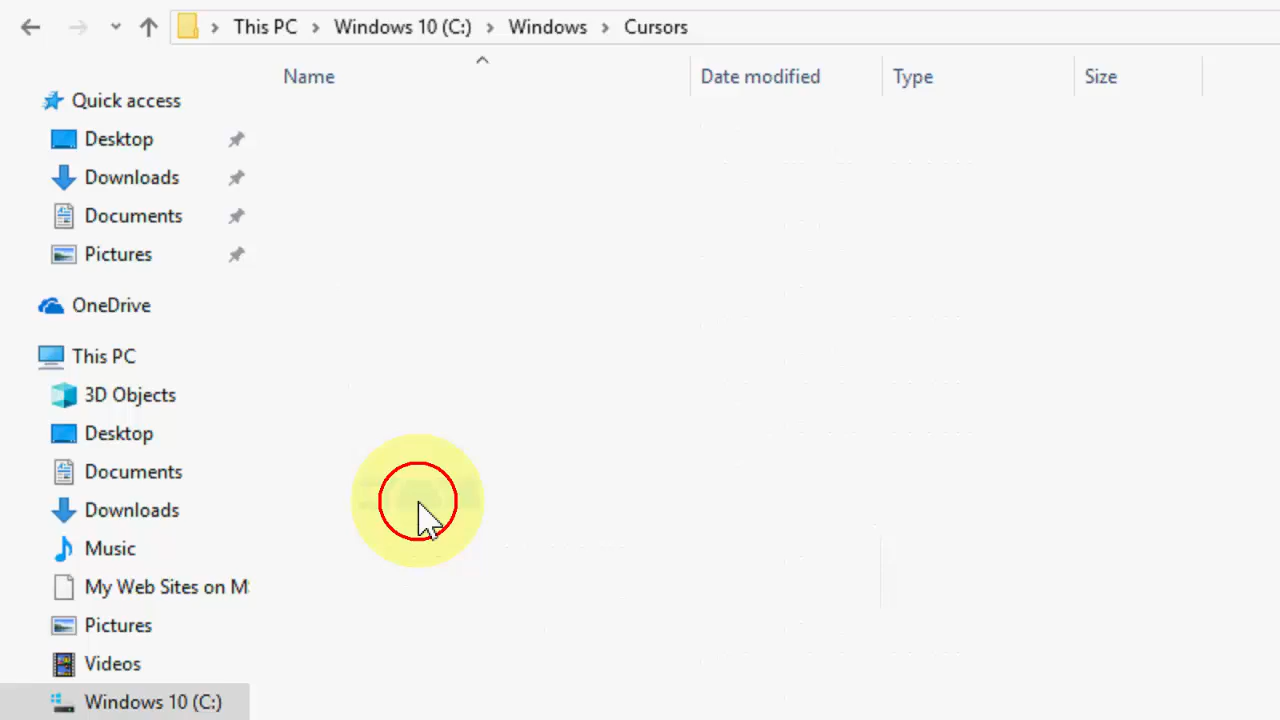 This PC > Windows 10 (C:) > Windows > Cursors
Name Date modified Type Size
Quick access
Desktop
Downloads
Documents
Pictures
OneDrive
This PC
3D Objects
Desktop
Documents
Downloads
Music
My Web Sites on M
Pictures
Videos
Windows 10 (C:)